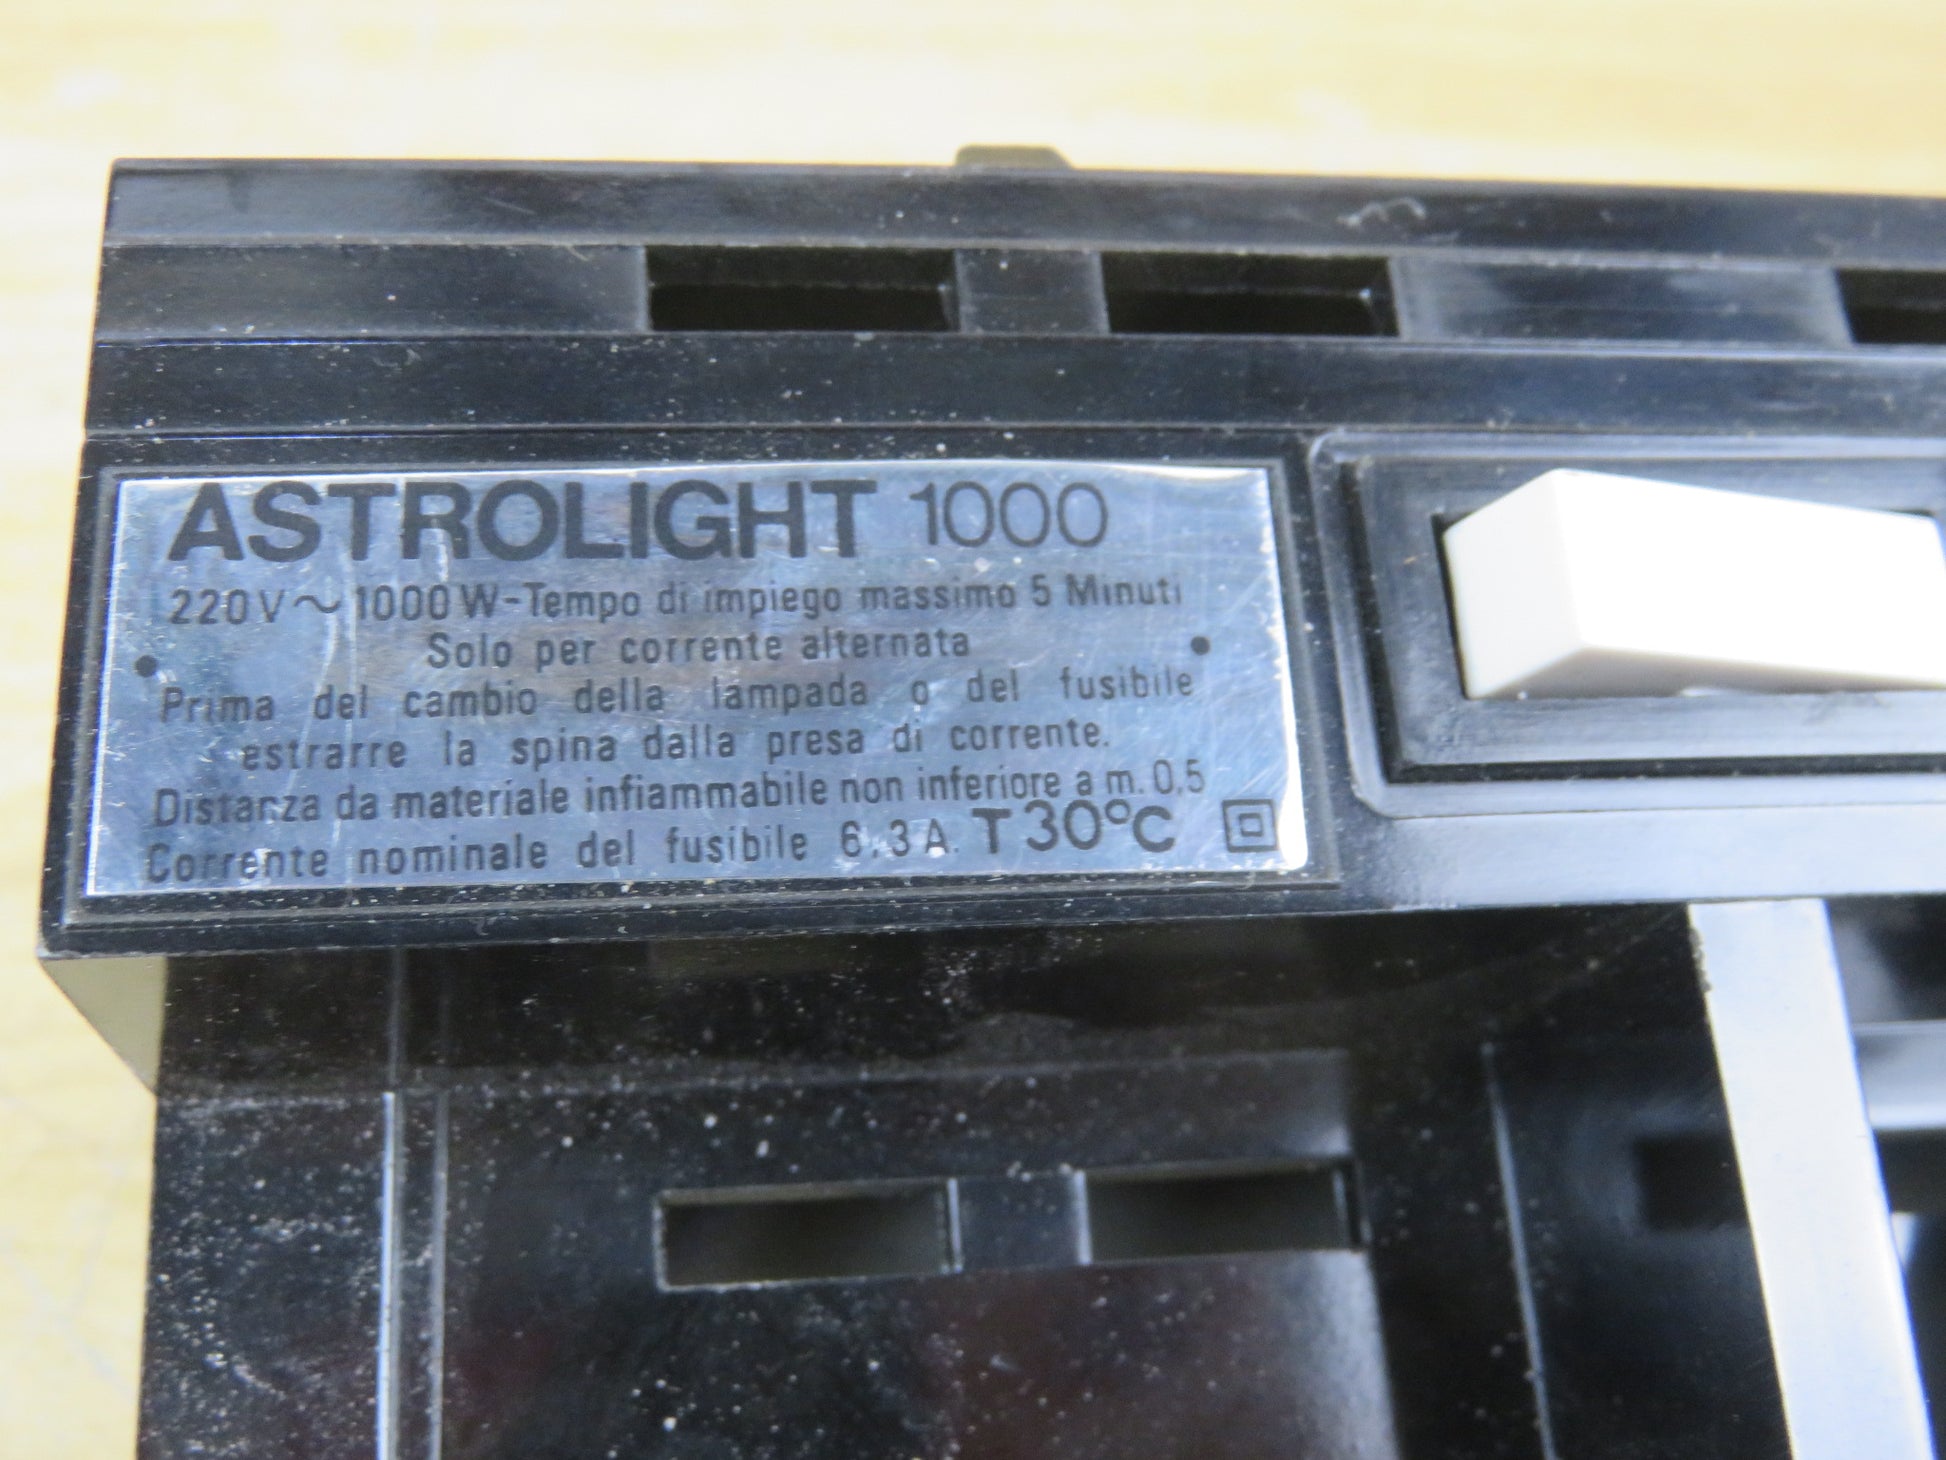 ASTROLIGHT 1000
220V~1000W-Tempo di impiego massimo 5 Minuti
Solo per corrente alternata
Prima del cambio della lampada o del fusibile
estrarre la spina dalla presa di corrente.
Distanza da materiale infiammabile non inferiore a m. 0,5
Corrente nominale del fusibile 6,3A. T30°C